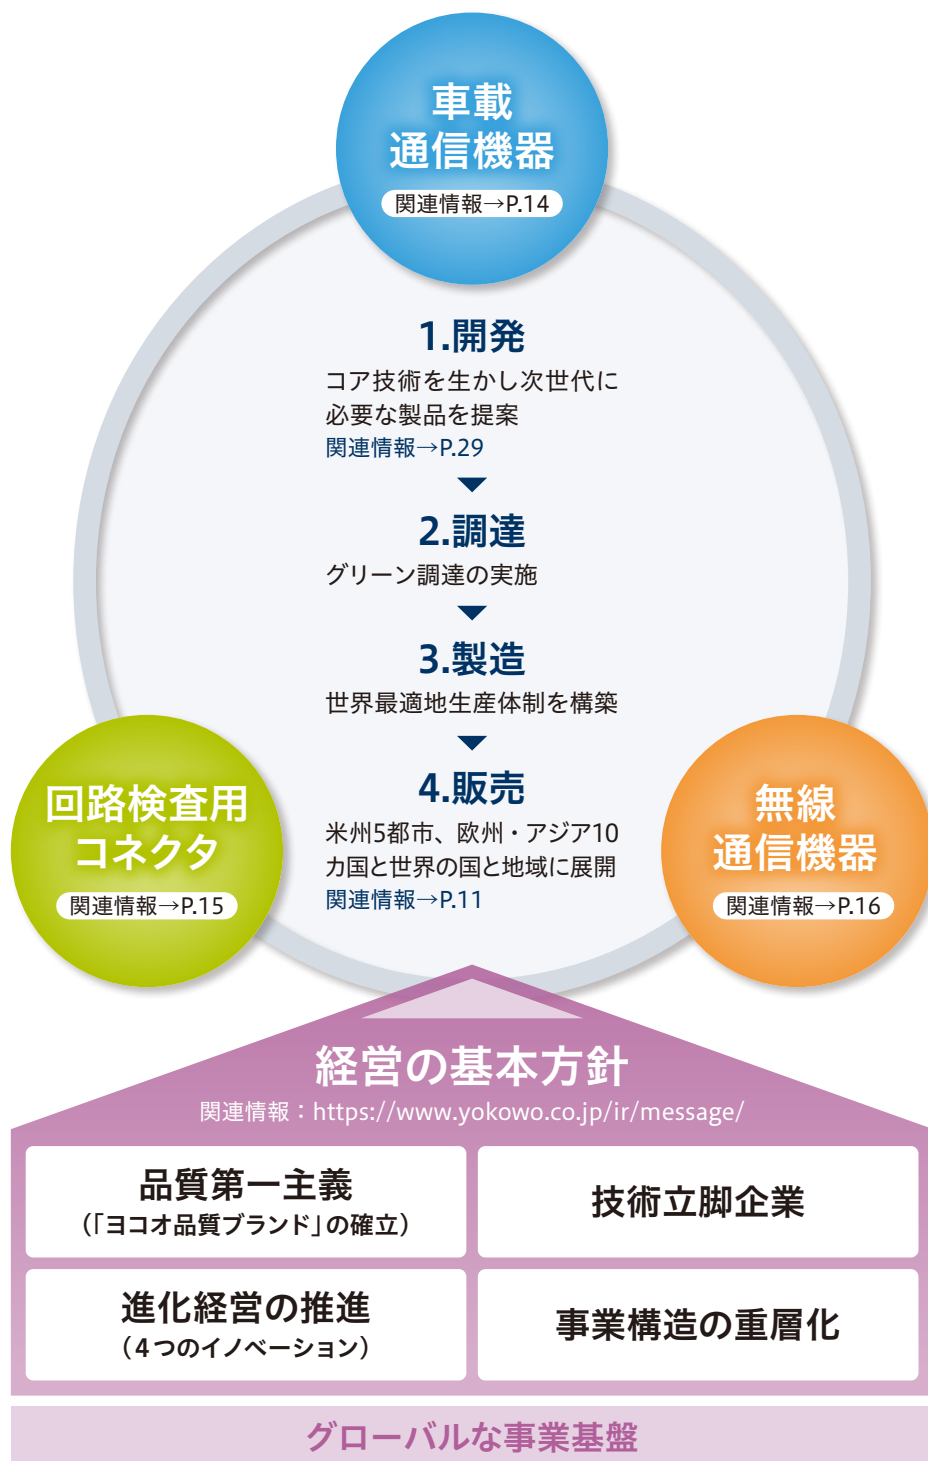 車載
通信機器
関連情報→P.14
1.開発
コア技術を生かし次世代に
必要な製品を提案
関連情報→P.29
2.調達
グリーン調達の実施
3.製造
世界最適地生産体制を構築
4.販売
米州5都市、欧州・アジア10
カ国と世界の国と地域に展開
関連情報→P.11
回路検査用
コネクタ
関連情報→P.15
無線
通信機器
関連情報→P.16
経営の基本方針
関連情報：https://www.yokowo.co.jp/ir/message/
品質第一主義
（「ヨコオ品質ブランド」の確立）
技術立脚企業
進化経営の推進
（4つのイノベーション）
事業構造の重層化
グローバルな事業基盤